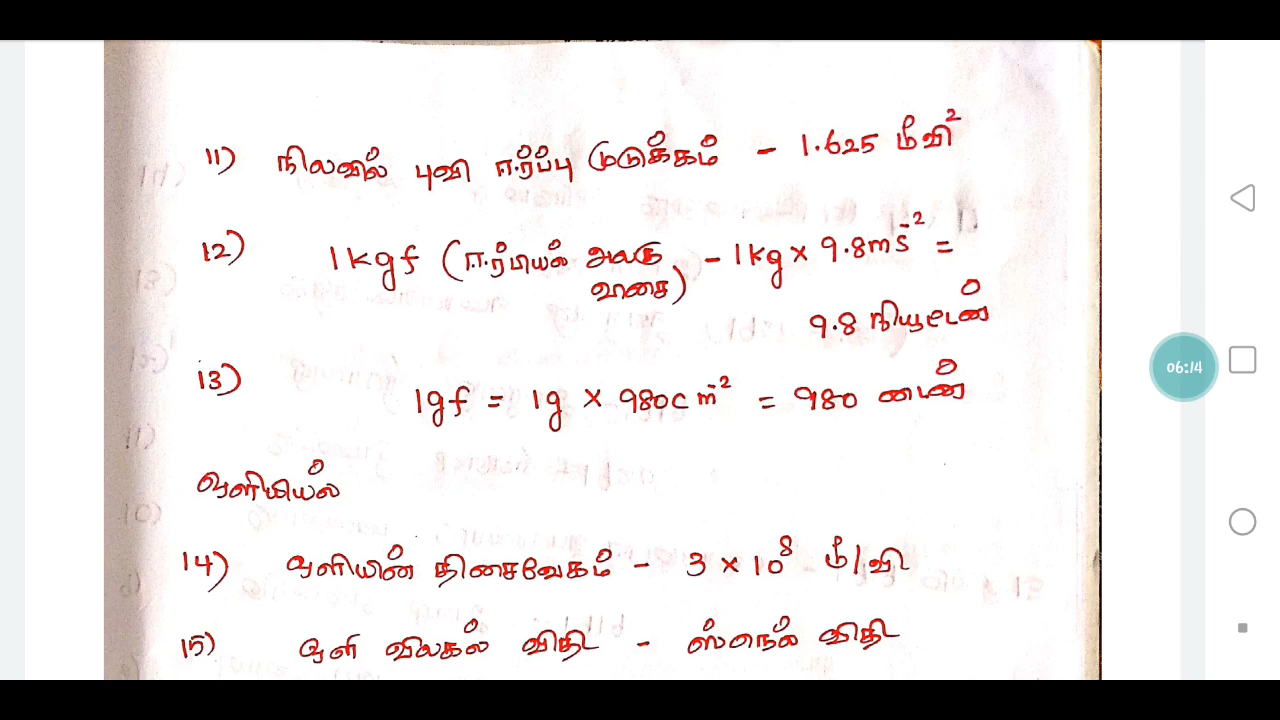 11) நிலவில் புவி ஈர்ப்பு முடுக்கம் - 1.625 மீவி²
12) 1kgf (ஈர்பியல் அலகு - 1kg × 9.8ms⁻² =
விசை)
9.8 நியூட்டன்
13) 1gf = 1g × 980cm⁻² = 980 டைன்
ஒளியியல்
14) ஒளியின் திசைவேகம் - 3 × 10⁸ மீ/வி
15) ஒளி விலகல் விதி - ஸ்நெல் விதி
06:14